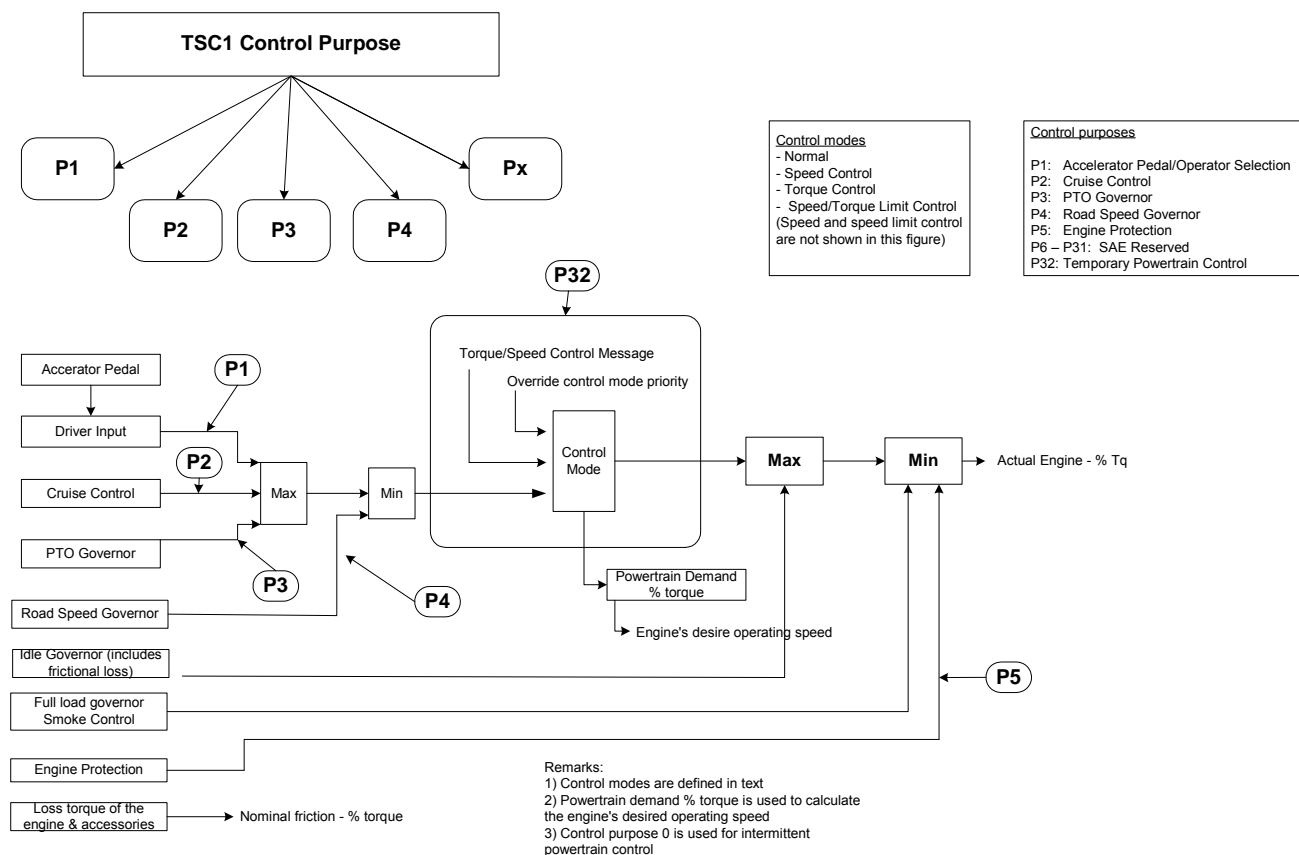 TSC1 Control Purpose
P1
Px
P2
P3
P4
Control modes
- Normal
- Speed Control
- Torque Control
- Speed/Torque Limit Control
(Speed and speed limit control
are not shown in this figure)
Control purposes
P1: Accelerator Pedal/Operator Selection
P2: Cruise Control
P3: PTO Governor
P4: Road Speed Governor
P5: Engine Protection
P6 – P31: SAE Reserved
P32: Temporary Powertrain Control
P32
Torque/Speed Control Message
Override control mode priority
Accerator Pedal
P1
Driver Input
P2
Cruise Control
Max
Min
Control
Mode
Max
Min
Actual Engine - % Tq
PTO Governor
P3
P4
Powertrain Demand
% torque
Road Speed Governor
Engine's desire operating speed
Idle Governor (includes
frictional loss)
P5
Full load governor
Smoke Control
Engine Protection
Loss torque of the
engine & accessories
Nominal friction - % torque
Remarks:
1) Control modes are defined in text
2) Powertrain demand % torque is used to calculate
the engine's desired operating speed
3) Control purpose 0 is used for intermittent
powertrain control